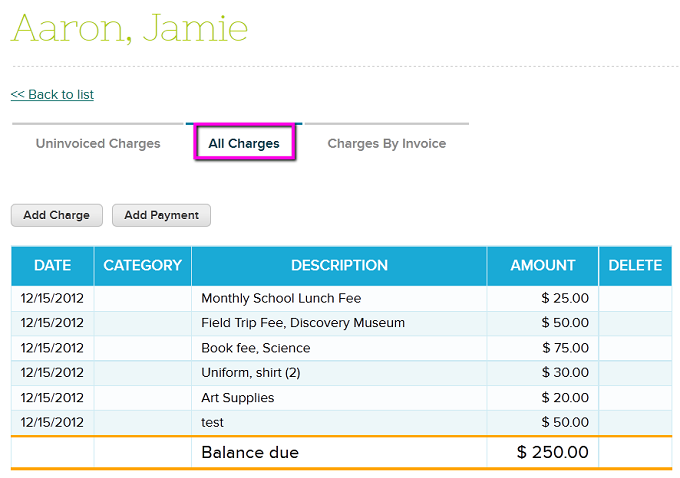 Aaron, Jamie
<< Back to list
Uninvoiced Charges All Charges Charges By Invoice
Add Charge Add Payment
DATE CATEGORY DESCRIPTION AMOUNT DELETE
12/15/2012 Monthly School Lunch Fee $ 25.00
12/15/2012 Field Trip Fee, Discovery Museum $ 50.00
12/15/2012 Book fee, Science $ 75.00
12/15/2012 Uniform, shirt (2) $ 30.00
12/15/2012 Art Supplies $ 20.00
12/15/2012 test $ 50.00
Balance due $ 250.00